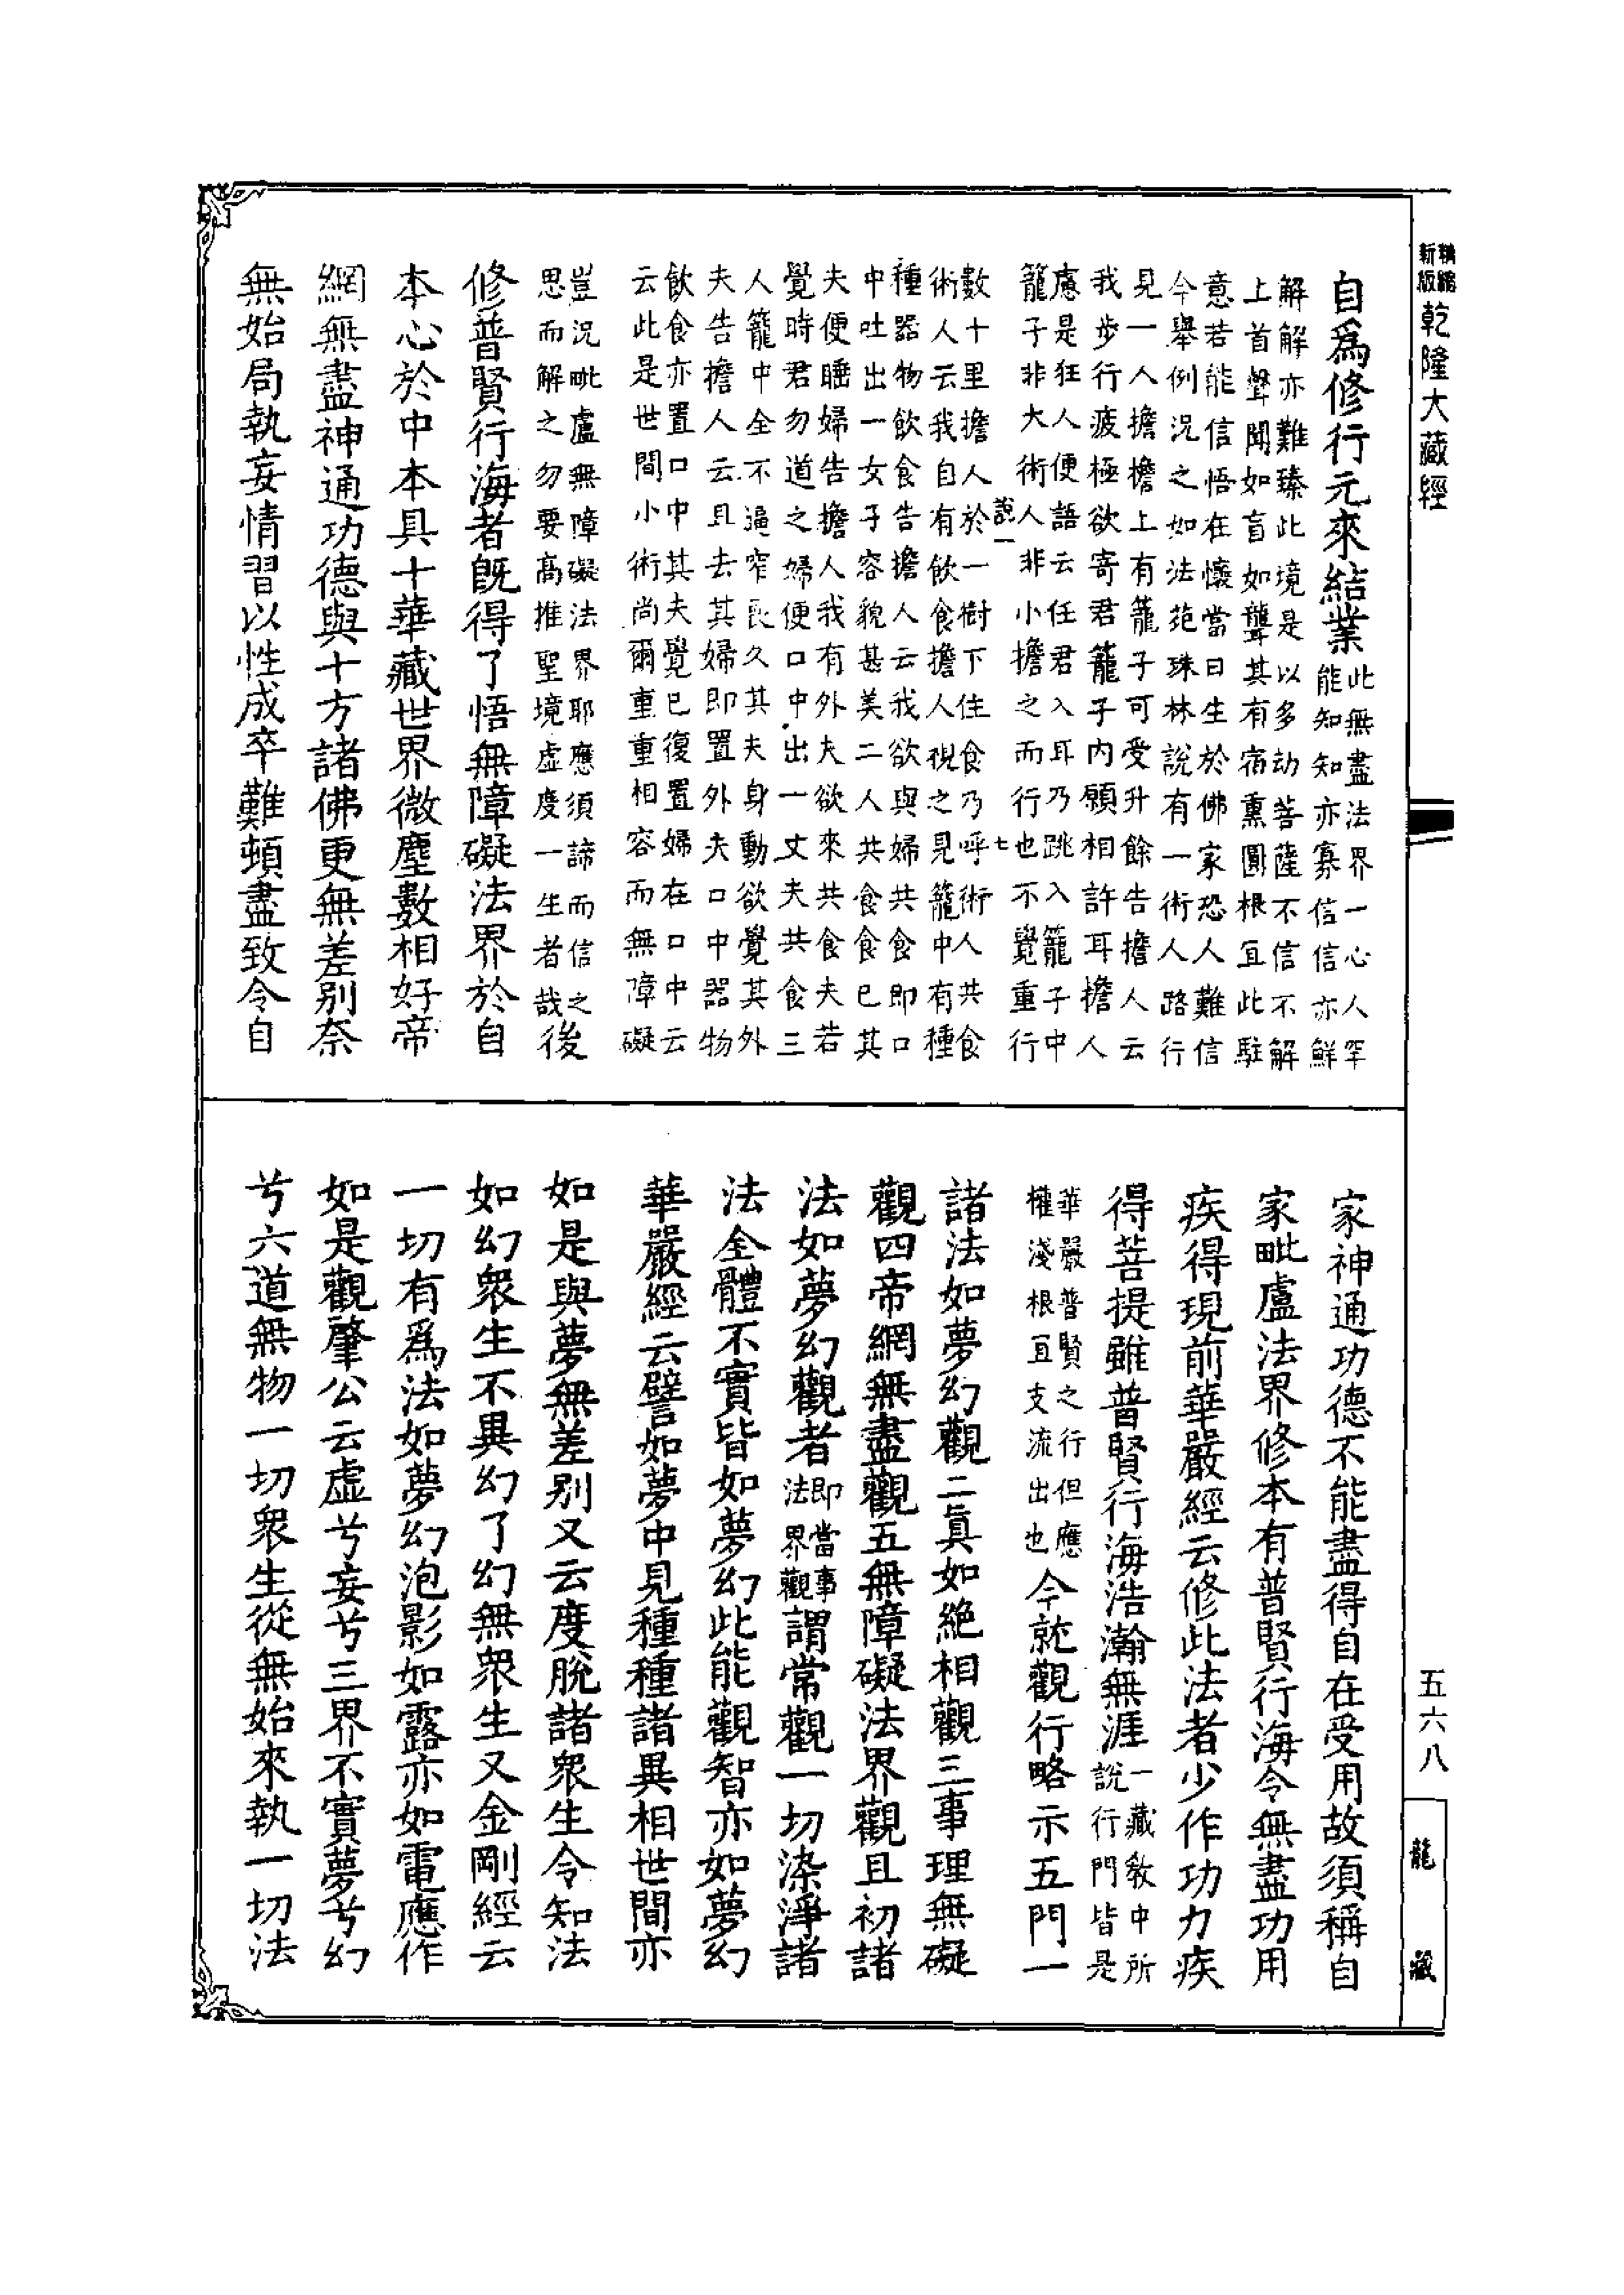 精縮
新版
乾隆大藏經
自爲修行元來結業
此無盡法界一心人罕
能知知亦寡信信亦鮮
解解亦難臻此境是以多劫菩薩不信不解
上首聲聞如盲如聾其有宿熏圓根宜此駐
意若能信悟在懷當曰生於佛家恐人難信
今舉例況之如法苑珠林說有一術人路行
見一人擔擔上有籠子可受升餘告擔人云
我步行疲極欲寄君籠子內願相許耳擔人
慮是狂人便語云任君入耳乃跳入籠子中
籠子非大術人非小擔之而行也不覺重行
說一 七
數十里擔人於一樹下住食乃呼術人共食
術人云我自有飲食擔人視之見籠中有種
種器物飲食告擔人云我欲與婦共食即口
中吐出一女子容貌甚美二人共食食已其
夫便睡婦告擔人我有外夫欲來共食夫若
覺時君勿道之婦便口中出一丈夫共食三
人籠中全不逼窄良久其夫身動欲覺其外
夫告擔人云且去其婦即置外夫口中器物
飲食亦置口中其夫覺已復置婦在口中云
云此是世間小術尚爾重重相容而無障礙
豈況毗盧無障礙法界耶應須諦而信之
思而解之勿要高推聖境虛度一生者哉
後
修普賢行海者旣得了悟無障礙法界於自
本心於中本具十華藏世界微塵數相好帝
網無盡神通功德與十方諸佛更無差别奈
無始局執妄情習以性成卒難頓盡致令自
家神通功德不能盡得自在受用故須稱自
家毗盧法界修本有普賢行海令無盡功用
疾得現前華嚴經云修此法者少作功力疾
得菩提雖普賢行海浩瀚無涯
一藏教中所
說行門皆是
華嚴普賢之行但應
權淺根宜支流出也
今就觀行略示五門一
諸法如夢幻觀二眞如絶相觀三事理無礙
觀四帝網無盡觀五無障礙法界觀且初諸
法如夢幻觀者
即當事
法界觀
謂常觀一切染淨諸
法全體不實皆如夢幻此能觀智亦如夢幻
華嚴經云譬如夢中見種種諸異相世間亦
如是與夢無差别又云度脫諸衆生令知法
如幻衆生不異幻了幻無衆生又金剛經云
一切有爲法如夢幻泡影如露亦如電應作
如是觀肇公云虛兮妄兮三界不實夢兮幻
兮六道無物一切衆生從無始來執一切法
五六八
龍藏